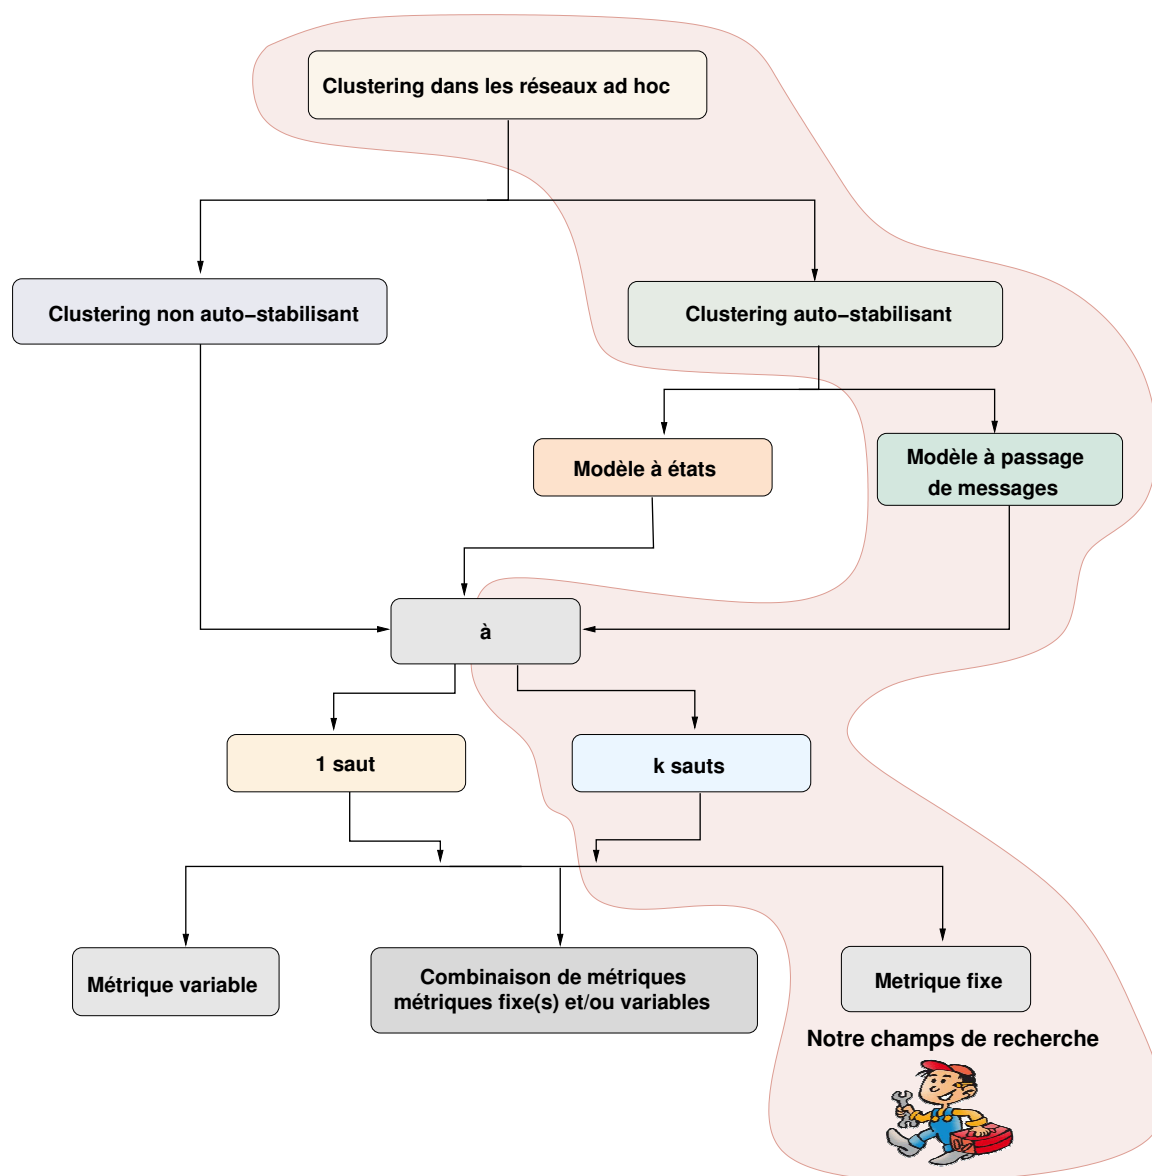 Clustering dans les réseaux ad hoc
Clustering non auto−stabilisant
Clustering auto−stabilisant
Modèle à états
Modèle à passage
de messages
à
1 saut
k sauts
Métrique variable
Combinaison de métriques
métriques fixe(s) et/ou variables
Metrique fixe
Notre champs de recherche